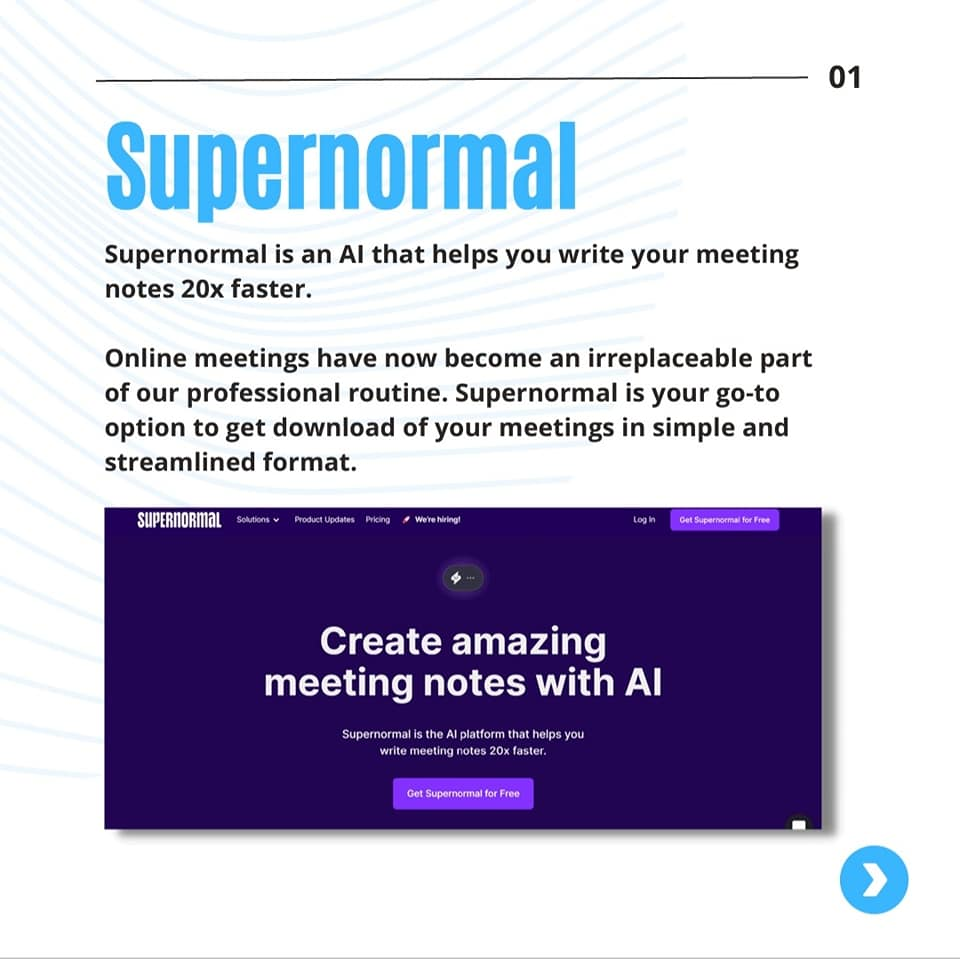 01
Supernormal
Supernormal is an AI that helps you write your meeting
notes 20x faster.
Online meetings have now become an irreplaceable part
of our professional routine. Supernormal is your go-to
option to get download of your meetings in simple and
streamlined format.
SUPERNORMAL Solutions Product Updates Pricing 🚀 We're hiring! Log In Get Supernormal for Free
Create amazing
meeting notes with AI
Supernormal is the AI platform that helps you
write meeting notes 20x faster.
Get Supernormal for Free